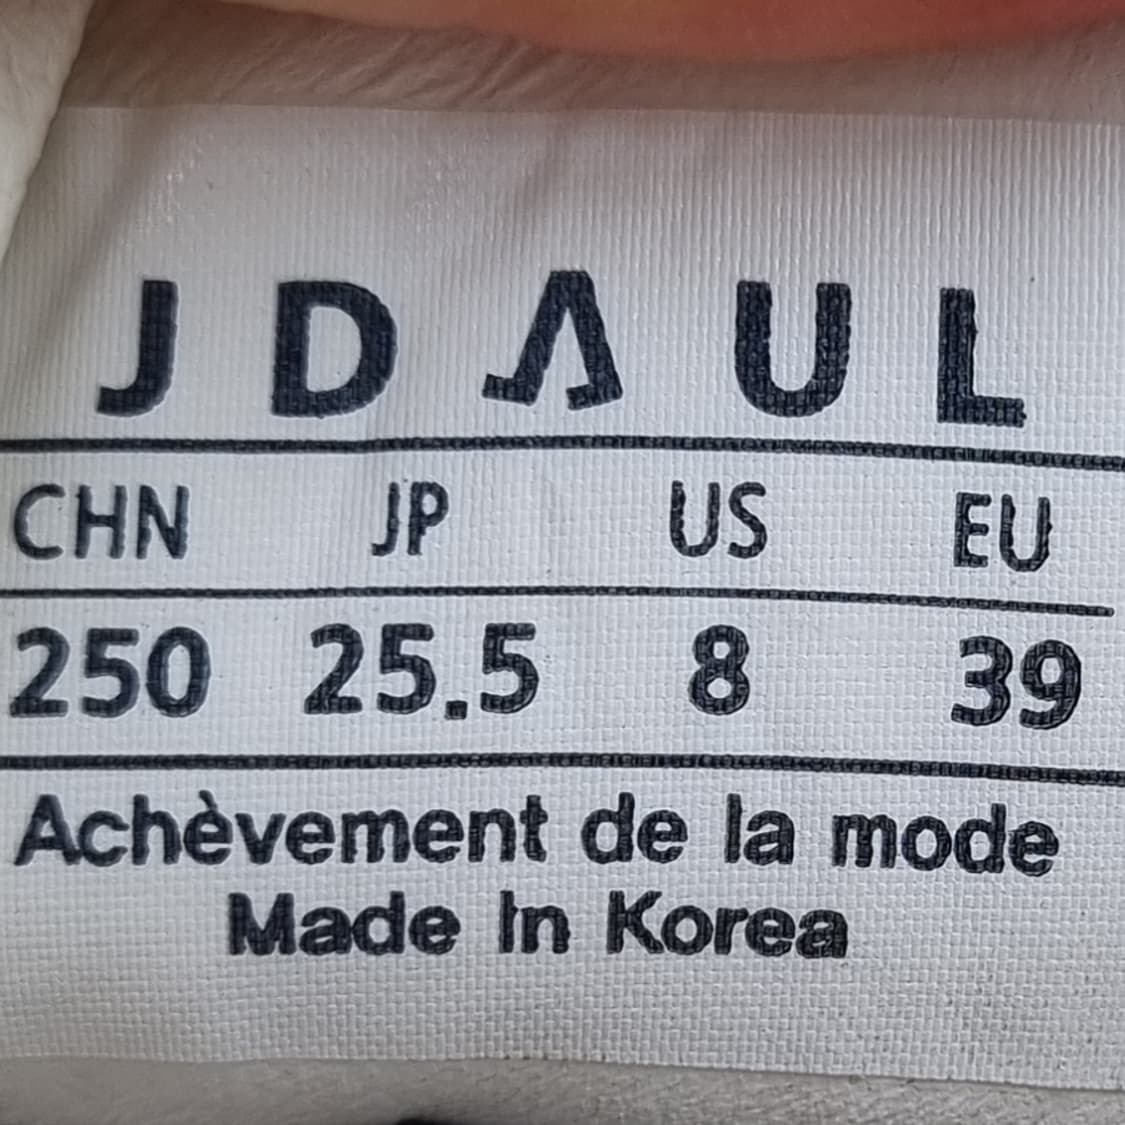 JDAUL
CHN JP US EU
250 25.5 8 39
Achèvement de la mode
Made In Korea